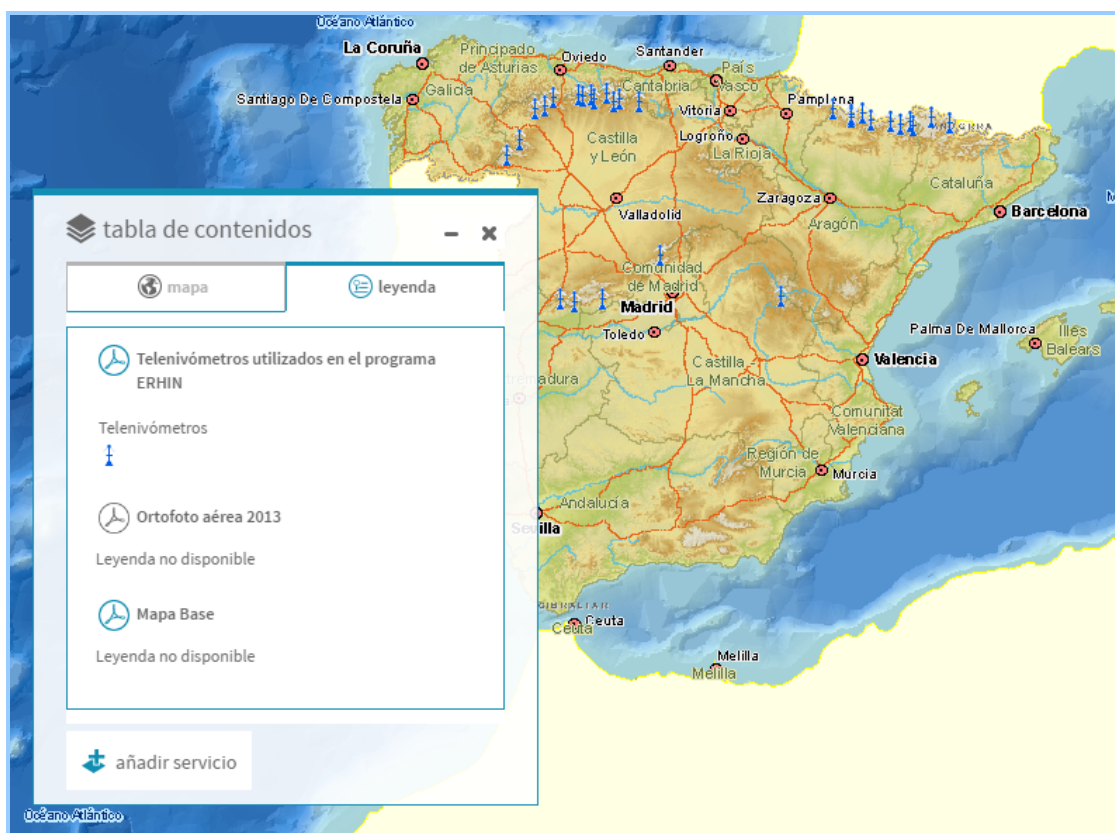 Océano Atlántico
La Coruña
Principado
de Asturias
Oviedo
Santander
País
Vasco
Cantabria
Galicia
Santiago De Compostela
Vitoria
Pamplona
Logroño
La Rioja
Castilla
y León
Cataluña
Zaragoza
Valladolid
Aragón
Barcelona
tabla de contenidos
mapa
leyenda
Telenivómetros utilizados en el programa
ERHIN
Telenivómetros
Ortofoto aérea 2013
Leyenda no disponible
Mapa Base
Leyenda no disponible
añadir servicio
Comunidad
de Madrid
Madrid
Toledo
Palma De Mallorca
Illes
Balears
Valencia
Castilla -
La Mancha
Comunitat
Valenciana
Región de
Murcia
Murcia
Andalucía
Sevilla
GIBRALTAR
Ceuta
Ceuta
Melilla
Melilla
Océano Atlántico